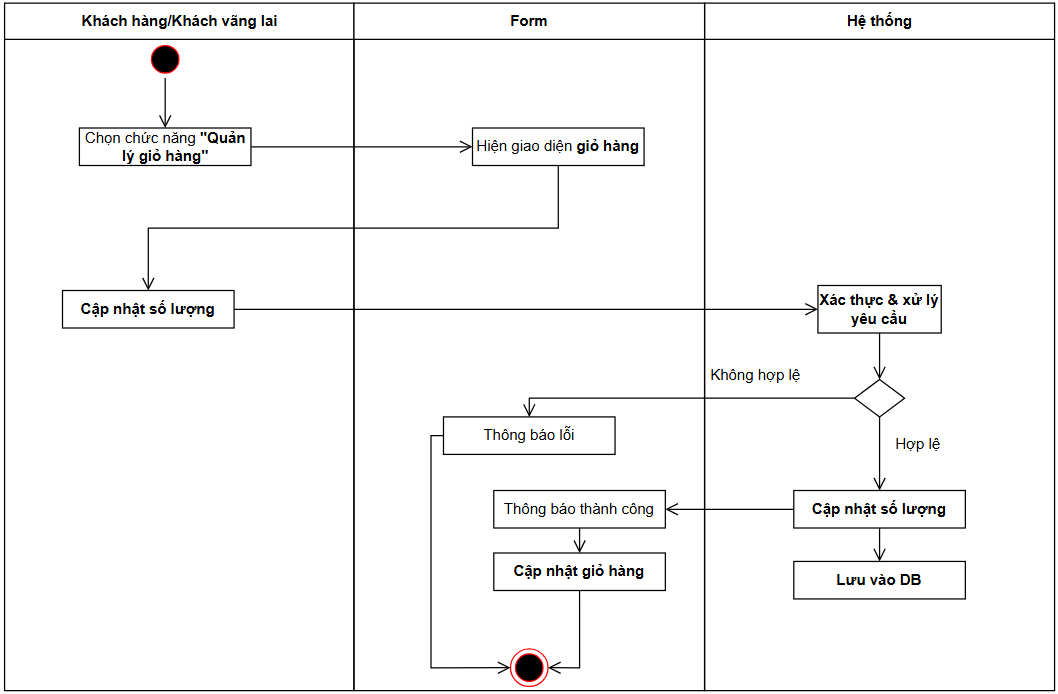 Khách hàng/Khách vãng lai
Form
Hệ thống
Chọn chức năng "Quản
lý giỏ hàng"
Hiện giao diện giỏ hàng
Cập nhật số lượng
Xác thực & xử lý
yêu cầu
Không hợp lệ
Thông báo lỗi
Hợp lệ
Thông báo thành công
Cập nhật số lượng
Cập nhật giỏ hàng
Lưu vào DB